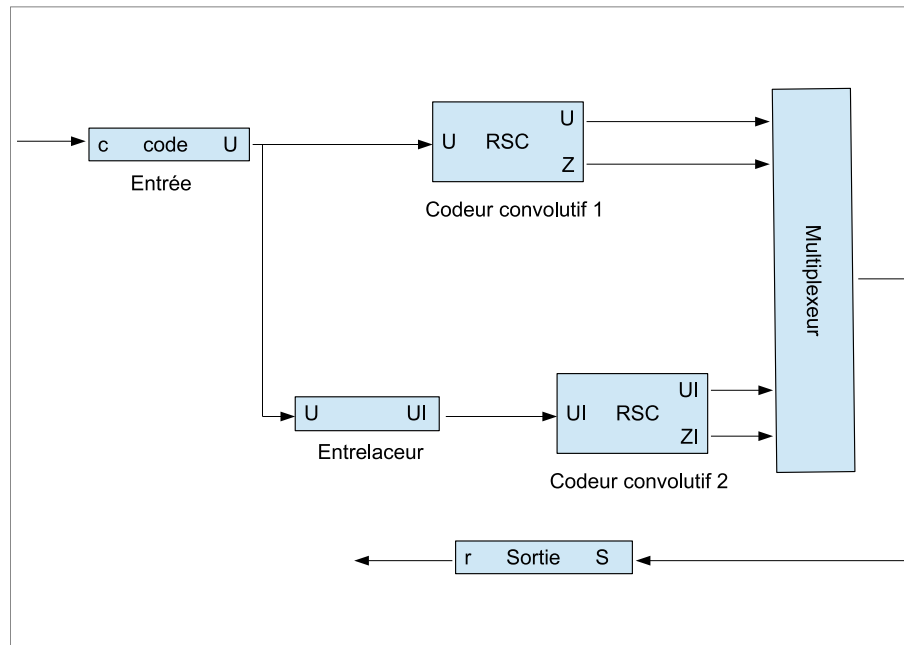 c code U
Entrée
U RSC U
Z
Codeur convolutif 1
Multiplexeur
U UI
Entrelaceur
UI RSC UI
ZI
Codeur convolutif 2
r Sortie S